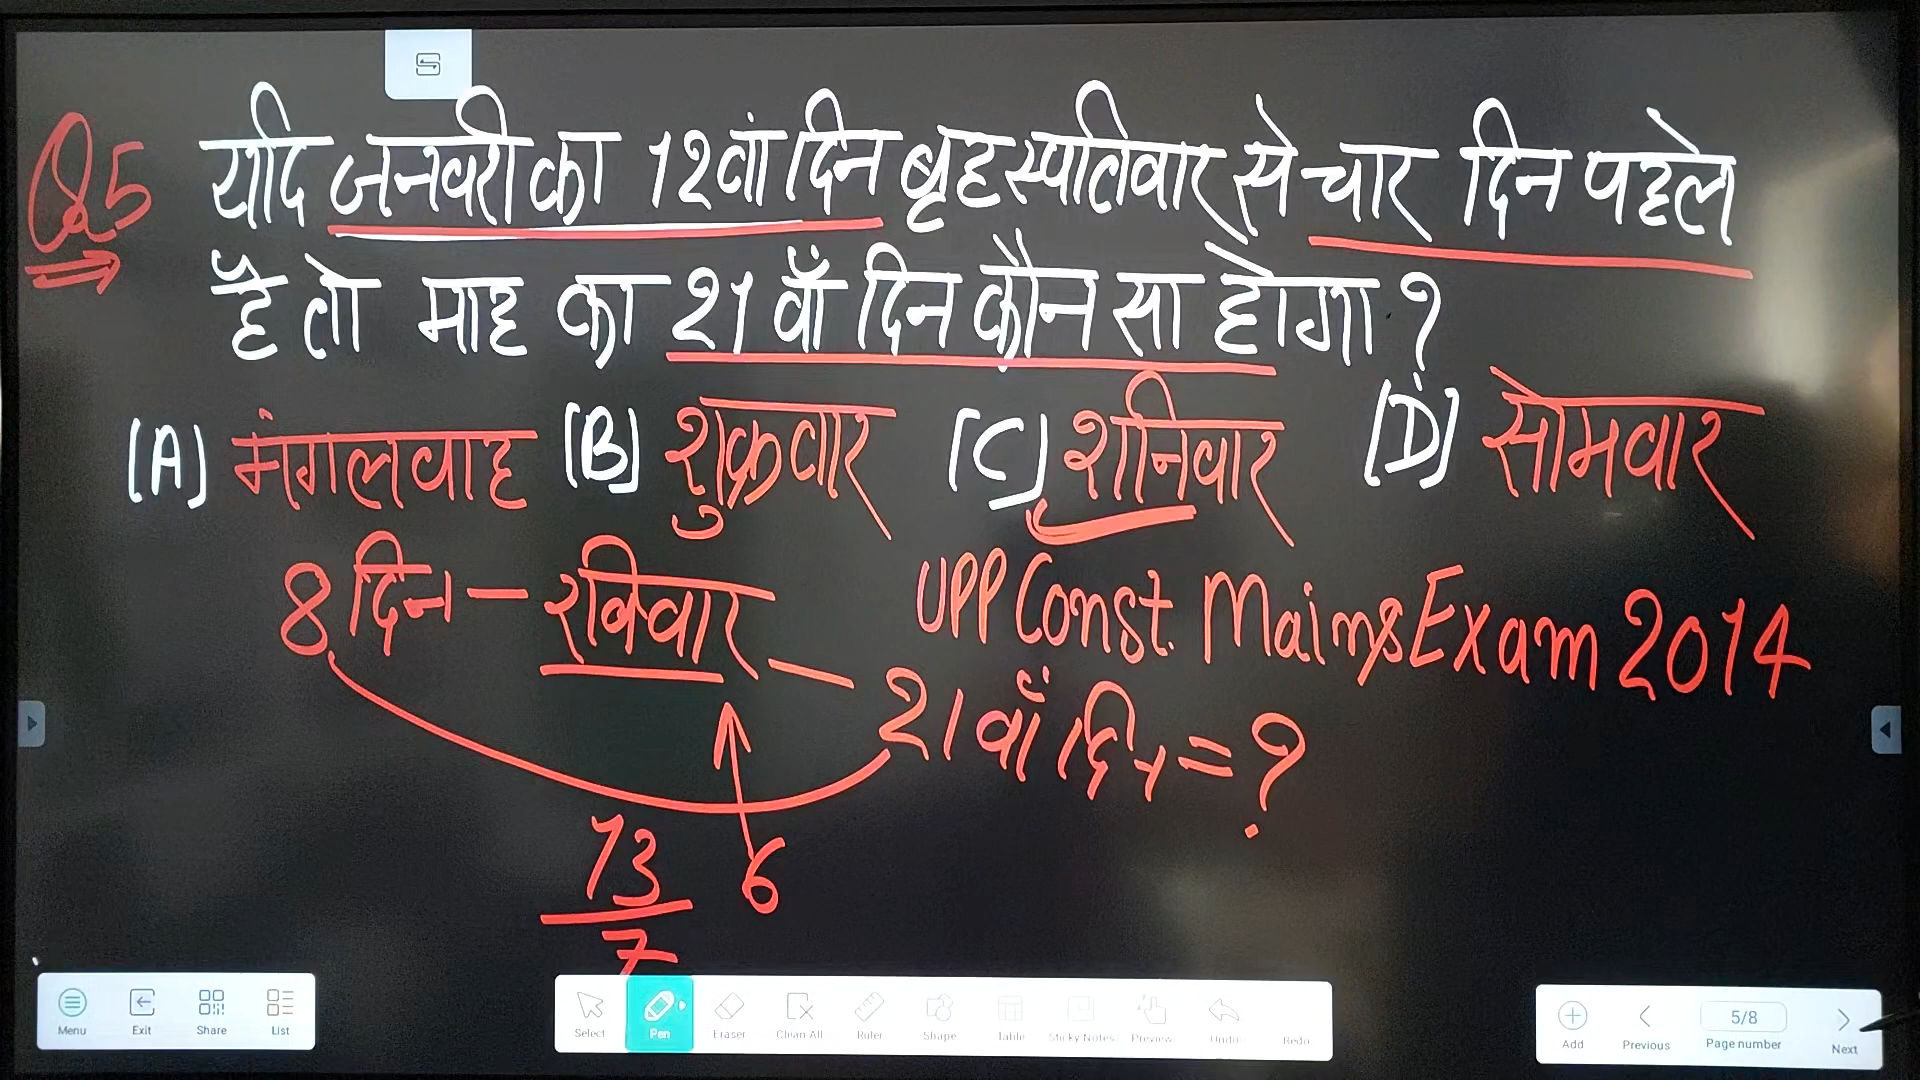 Q5 यदि जनवरी का 12वां दिन बृहस्पतिवार से चार दिन पहले
है तो माह का 21 वाँ दिन कौन सा होगा ?
(A) मंगलवाह (B) शुक्रवार (C) शनिवार (D) सोमवार
8 दिन - रविवार -
UPP Const. Mains Exam 2014
21 वाँ दिन = ?
13 6
7
Menu Exit Share List
Select Pen Eraser Clean All Ruler Shape Table Sticky Notes Preview Undo Redo
Add Previous 5/8 Page number Next